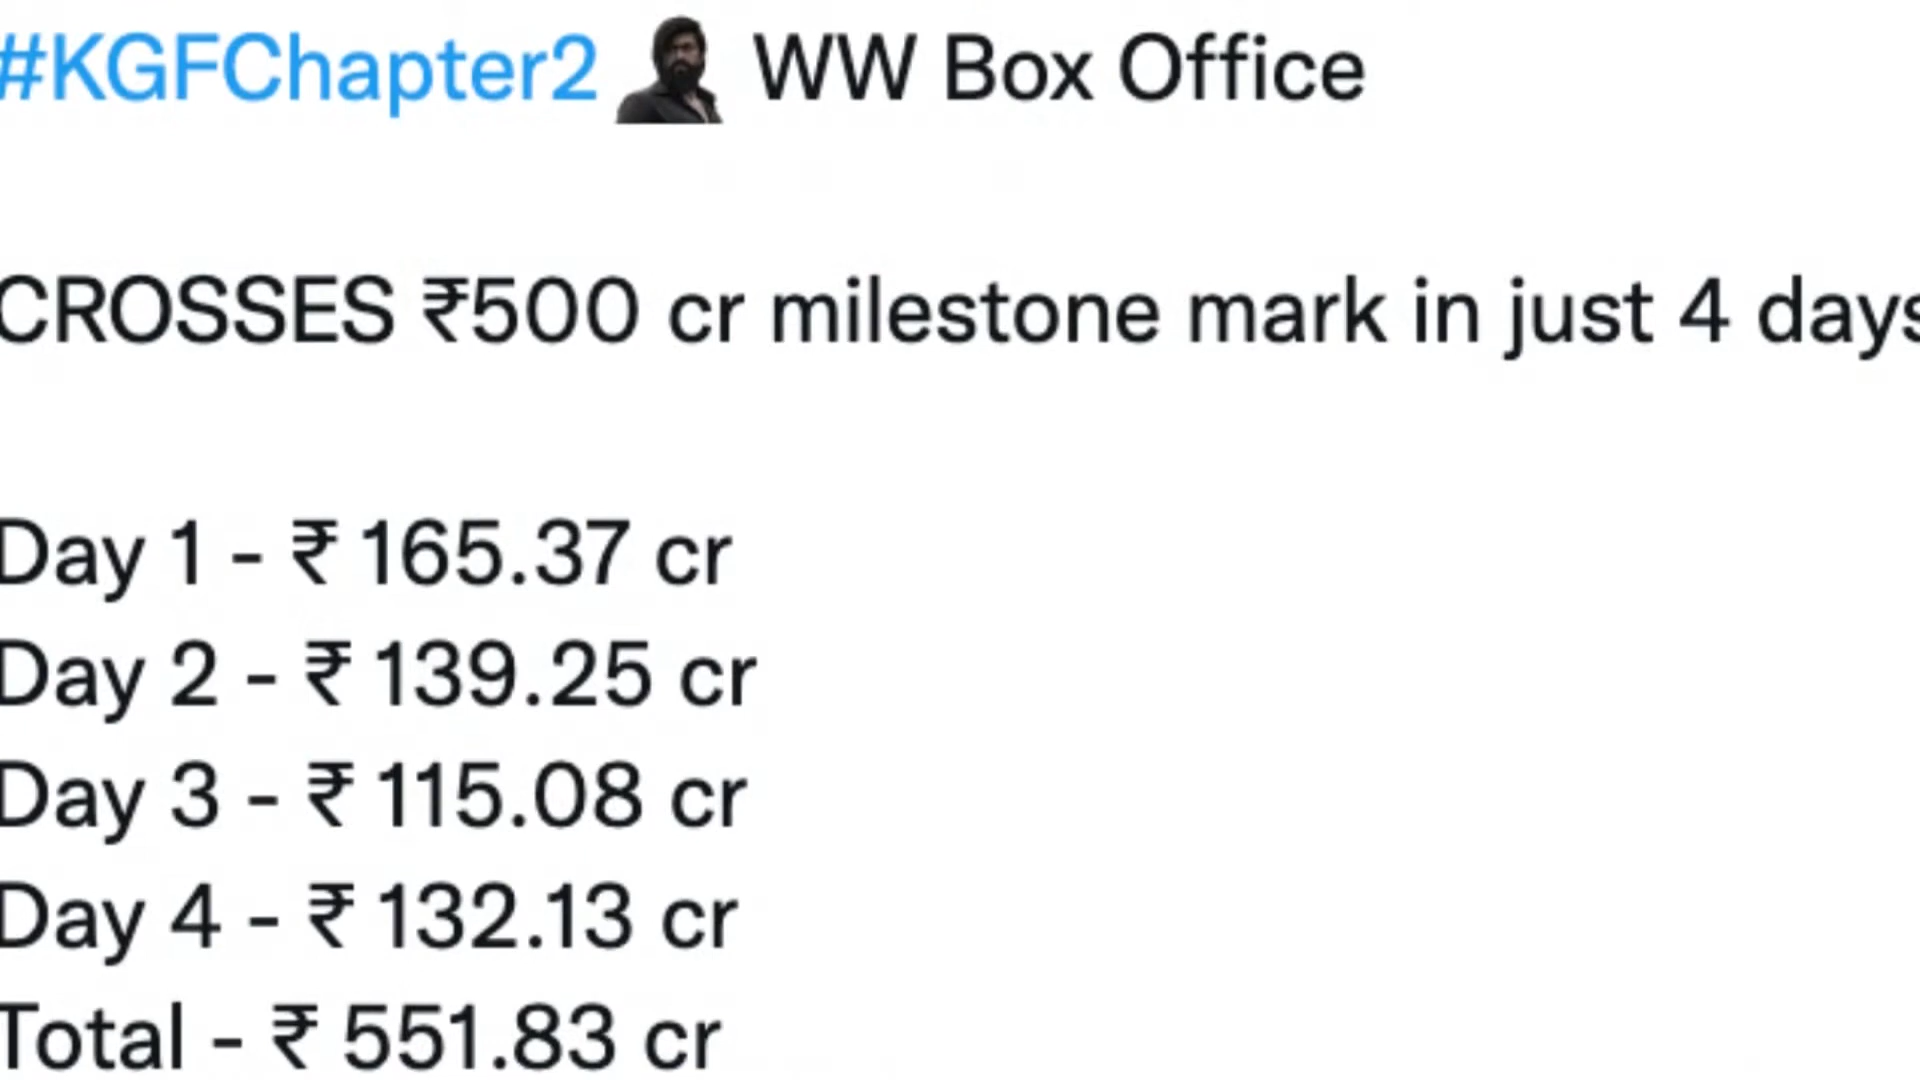 #KGFChapter2 WW Box Office
CROSSES ₹500 cr milestone mark in just 4 days
Day 1 - ₹ 165.37 cr
Day 2 - ₹ 139.25 cr
Day 3 - ₹ 115.08 cr
Day 4 - ₹ 132.13 cr
Total - ₹ 551.83 cr